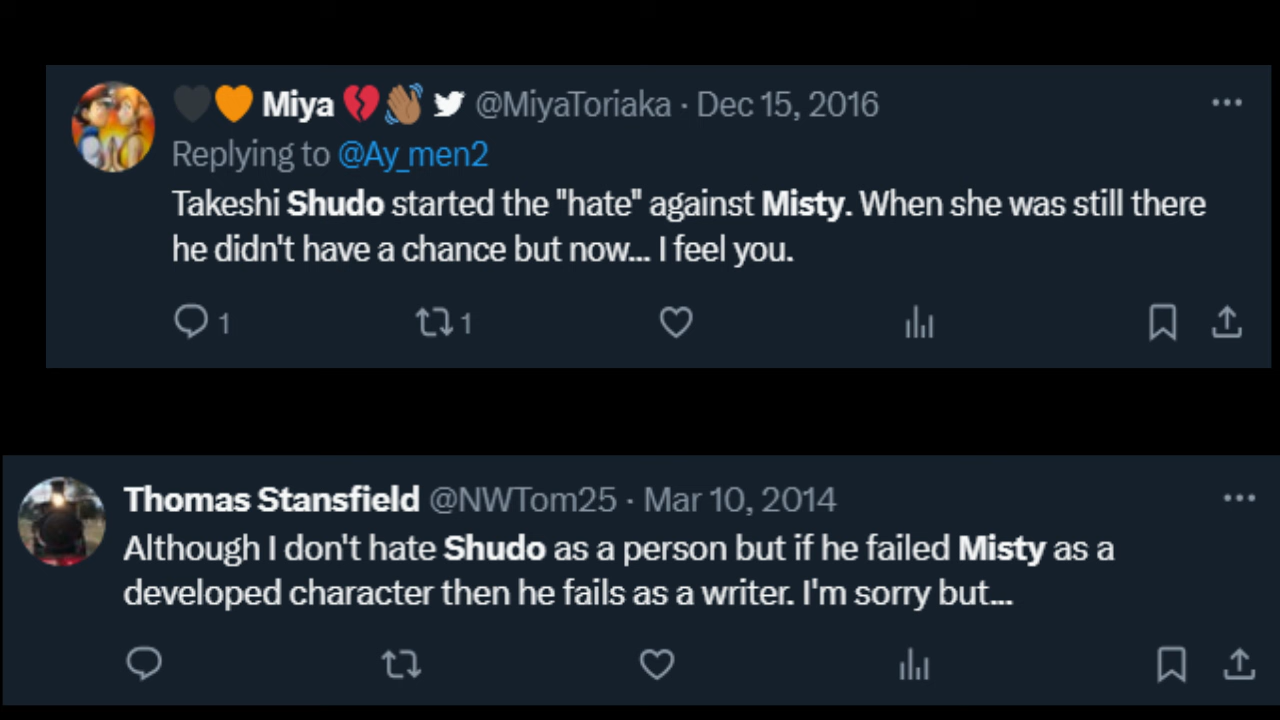 🖤🧡 Miya 💔👋🏽 @MiyaToriaka · Dec 15, 2016
Replying to @Ay_men2
Takeshi Shudo started the "hate" against Misty. When she was still there
he didn't have a chance but now... I feel you.
1 1
Thomas Stansfield @NWTom25 · Mar 10, 2014
Although I don't hate Shudo as a person but if he failed Misty as a
developed character then he fails as a writer. I'm sorry but...